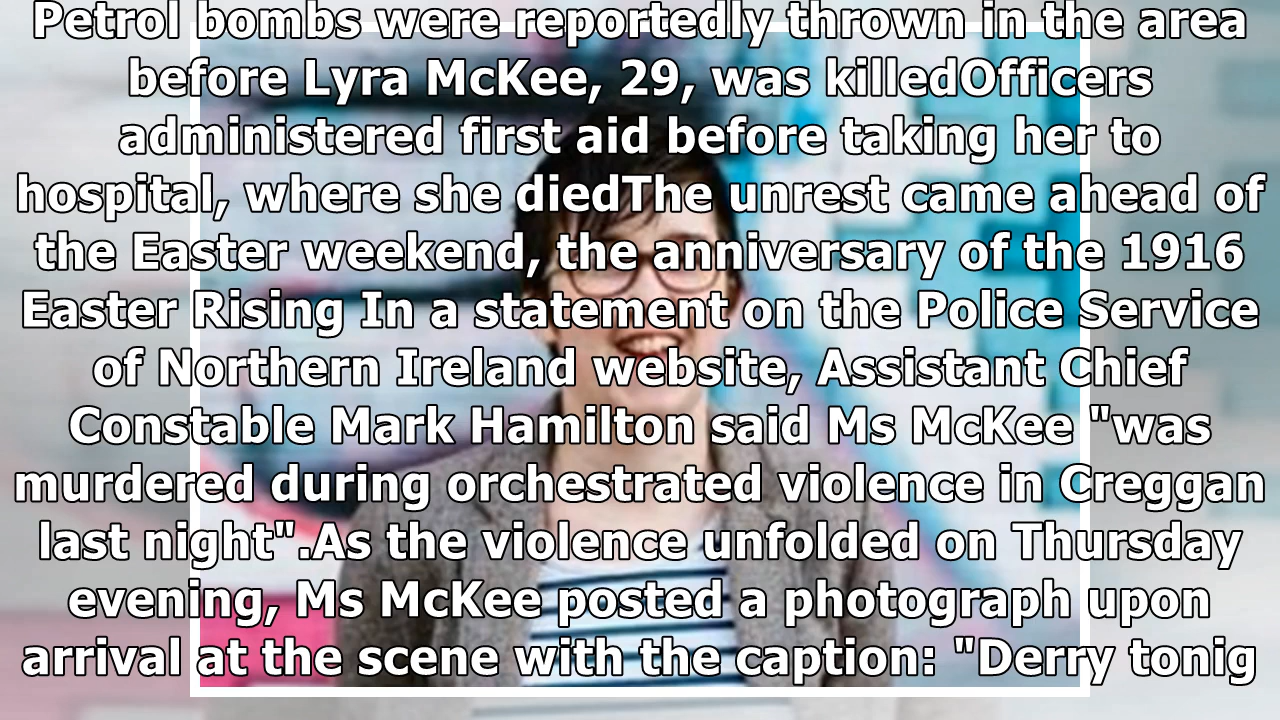 Petrol bombs were reportedly thrown in the area
before Lyra McKee, 29, was killedOfficers
administered first aid before taking her to
hospital, where she diedThe unrest came ahead of
the Easter weekend, the anniversary of the 1916
Easter Rising In a statement on the Police Service
of Northern Ireland website, Assistant Chief
Constable Mark Hamilton said Ms McKee "was
murdered during orchestrated violence in Creggan
last night".As the violence unfolded on Thursday
evening, Ms McKee posted a photograph upon
arrival at the scene with the caption: "Derry tonig